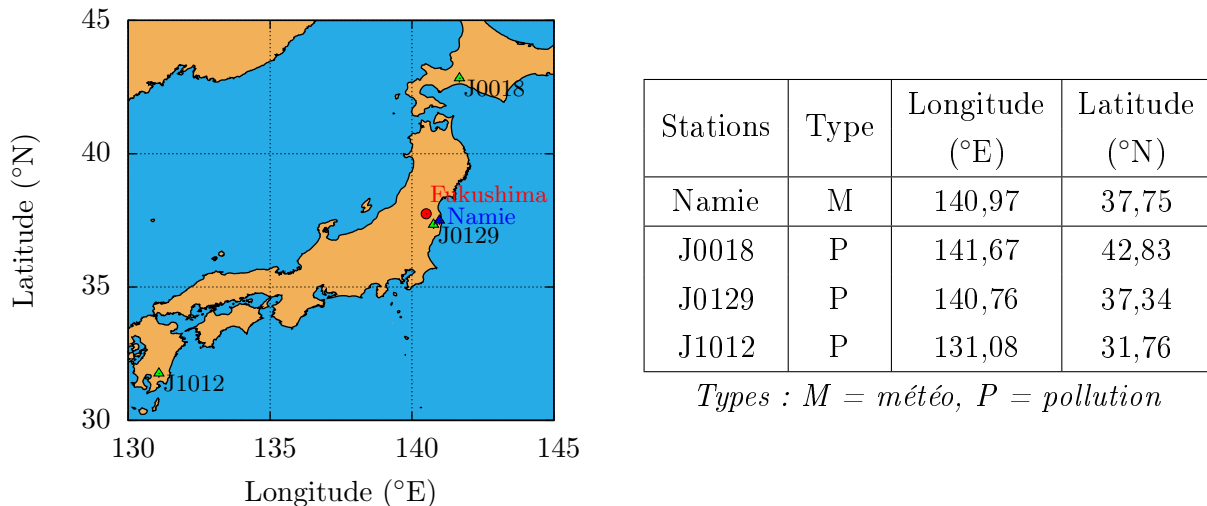 45
40
35
30
130
135
140
145
Latitude (°N)
Longitude (°E)
J0018
Fukushima
Namie
J0129
J1012
Stations Type Longitude (°E) Latitude (°N)
Namie M 140,97 37,75
J0018 P 141,67 42,83
J0129 P 140,76 37,34
J1012 P 131,08 31,76
Types : M = météo, P = pollution